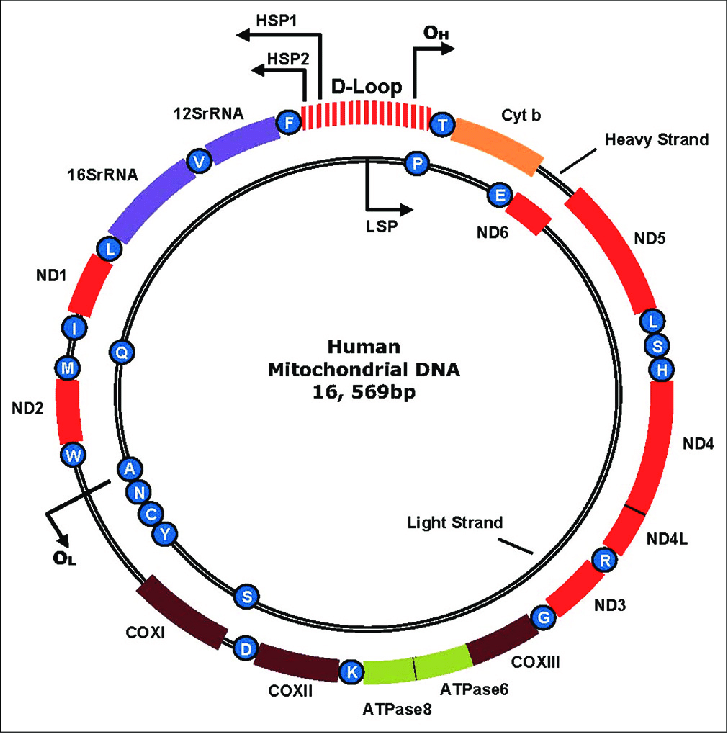 HSP1
OH
HSP2
D-Loop
12SrRNA
F
T
Cyt b
Heavy Strand
V
P
16SrRNA
E
LSP
ND6
ND5
L
ND1
I
L
S
Q
H
M
Human
Mitochondrial DNA
16, 569bp
ND2
W
A
ND4
N
C
Light Strand
Y
ND4L
OL
R
S
ND3
G
COXI
D
COXIII
K
COXII
ATPase6
ATPase8